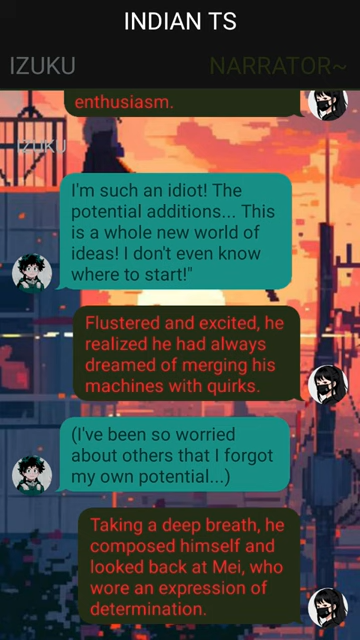 INDIAN TS
IZUKU NARRATOR~
enthusiasm.
IZUKU
I'm such an idiot! The
potential additions... This
is a whole new world of
ideas! I don't even know
where to start!"
Flustered and excited, he
realized he had always
dreamed of merging his
machines with quirks.
(I've been so worried
about others that I forgot
my own potential...)
Taking a deep breath, he
composed himself and
looked back at Mei, who
wore an expression of
determination.